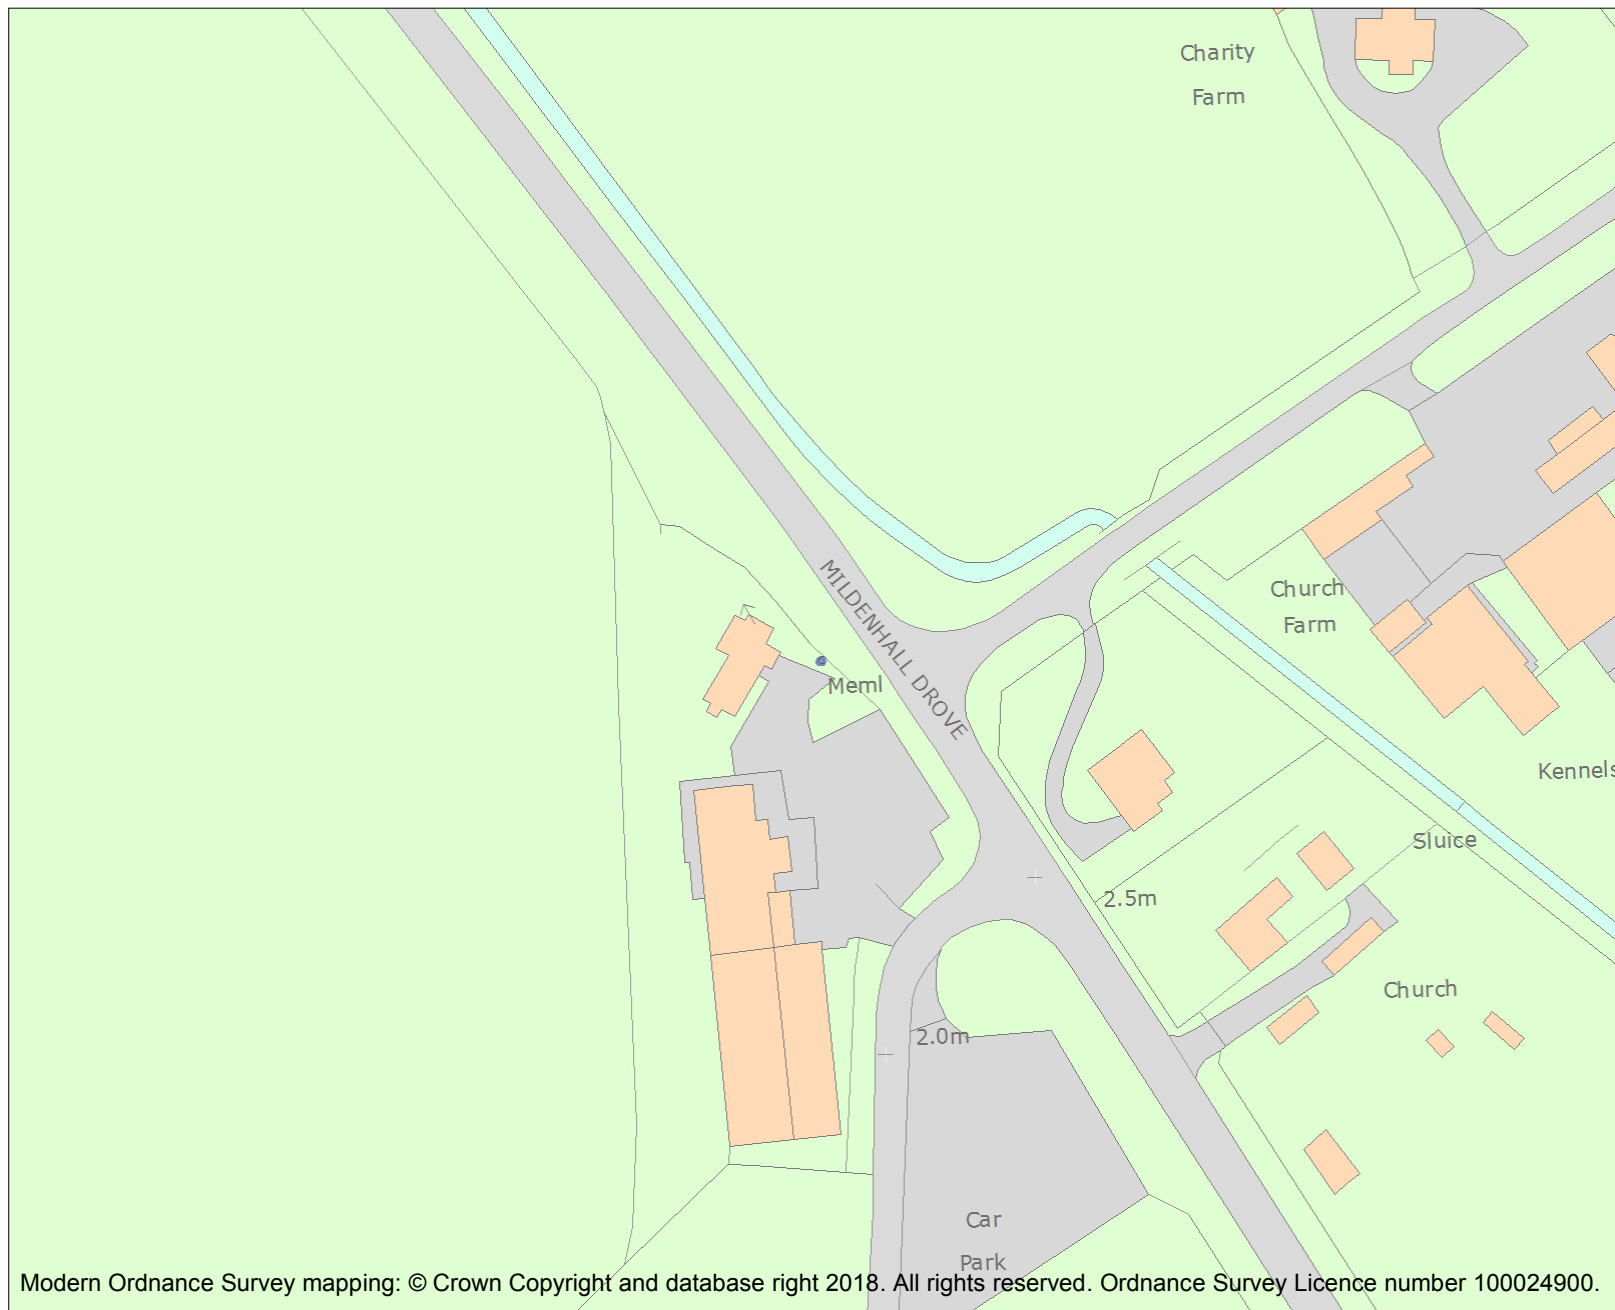 Charity
Farm
MILDENHALL DROVE
Church
Farm
Meml
Kennels
Sluice
2.5m
Church
2.0m
Car
Park
Modern Ordnance Survey mapping: © Crown Copyright and database right 2018. All rights reserved. Ordnance Survey Licence number 100024900.